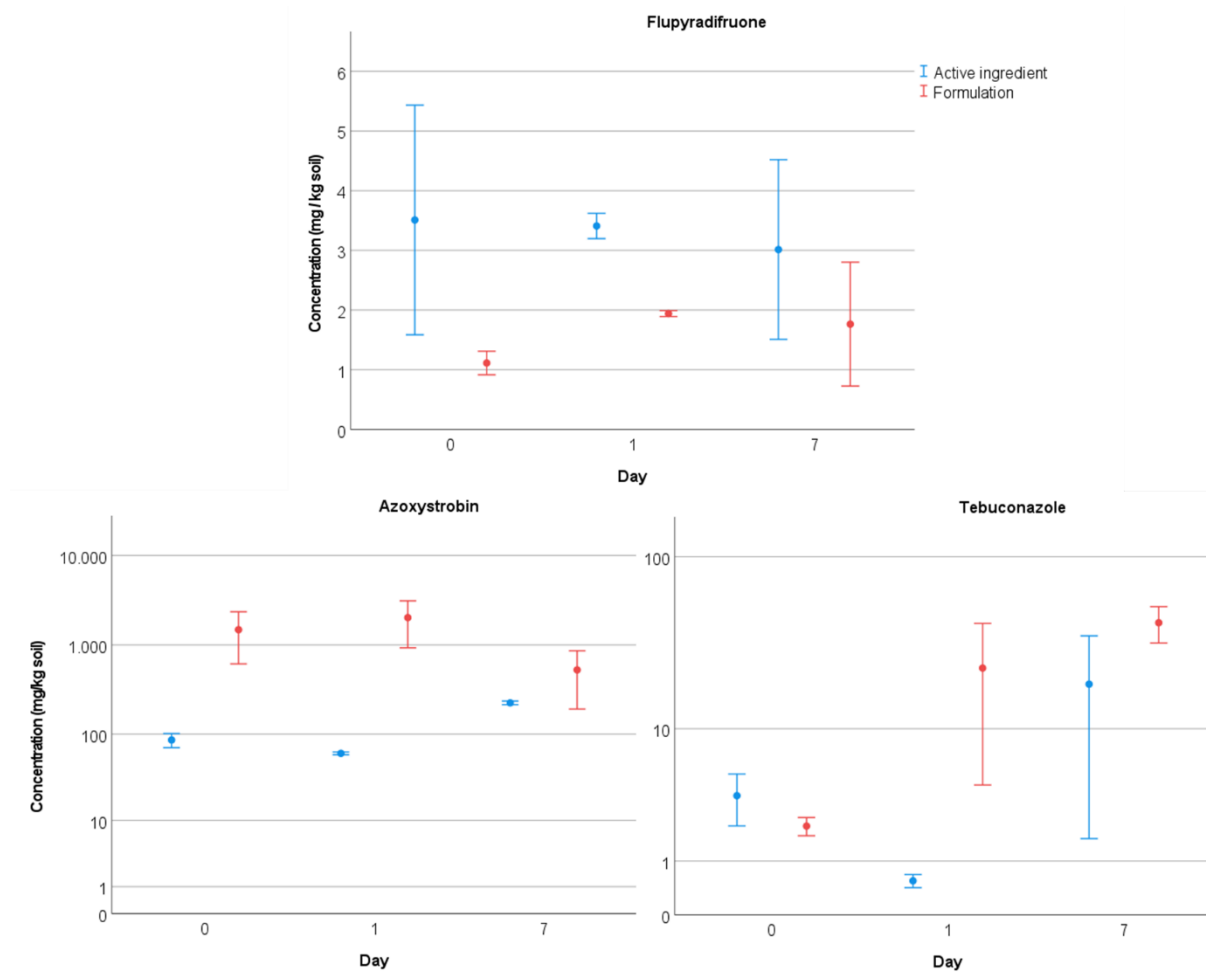 Flupyradifruone
Active ingredient
Formulation
Concentration (mg / kg soil)
6
5
4
3
2
1
0
0 1 7
Day
Azoxystrobin
Concentration (mg/kg soil)
10.000
1.000
100
10
1
0
0 1 7
Day
Tebuconazole
100
10
1
0
0 1 7
Day